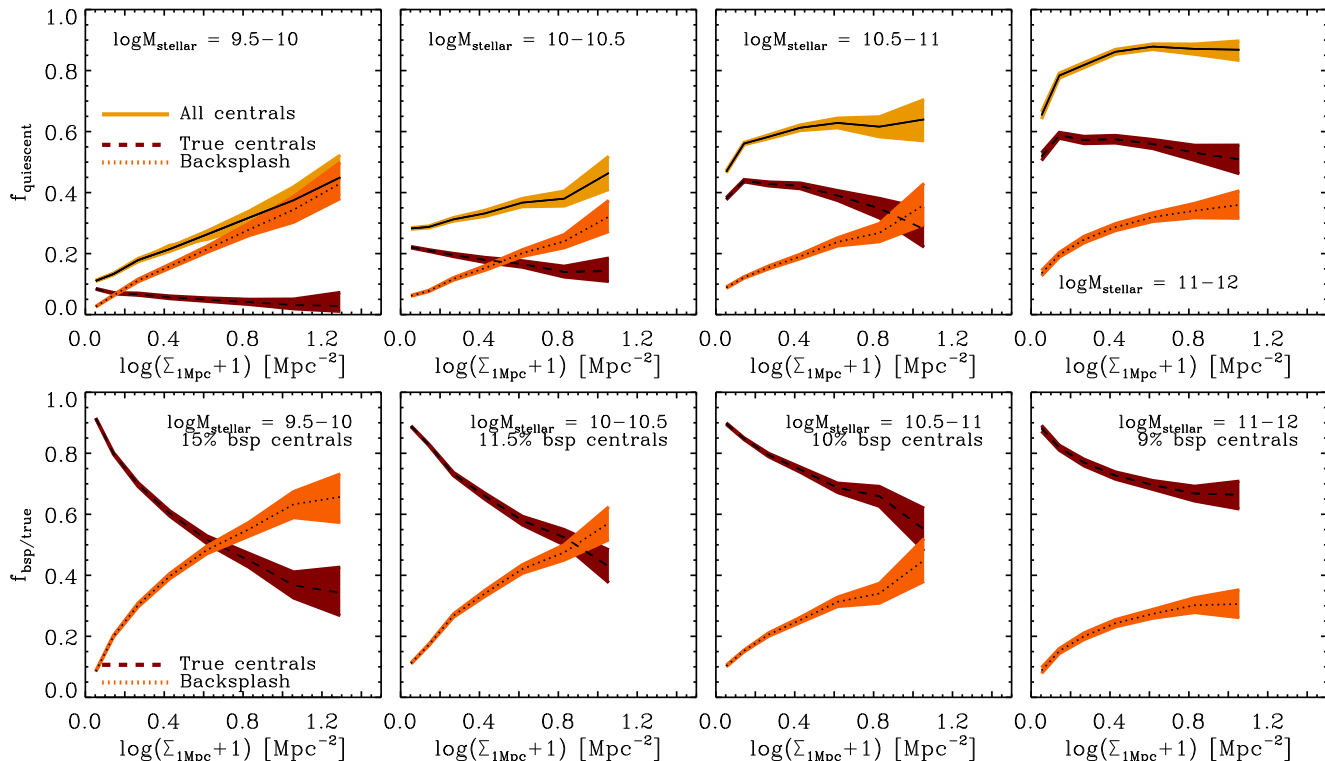 1.0
0.8
0.6
0.4
0.2
0.0
f_quiescent
logM_stellar = 9.5−10
All centrals
True centrals
Backsplash
0.0 0.4 0.8 1.2
log(Σ_1Mpc+1) [Mpc^−2]
logM_stellar = 10−10.5
0.0 0.4 0.8 1.2
log(Σ_1Mpc+1) [Mpc^−2]
logM_stellar = 10.5−11
0.0 0.4 0.8 1.2
log(Σ_1Mpc+1) [Mpc^−2]
logM_stellar = 11−12
0.0 0.4 0.8 1.2
log(Σ_1Mpc+1) [Mpc^−2]
1.0
0.8
0.6
0.4
0.2
0.0
f_bsp/true
logM_stellar = 9.5−10
15% bsp centrals
True centrals
Backsplash
0.0 0.4 0.8 1.2
log(Σ_1Mpc+1) [Mpc^−2]
logM_stellar = 10−10.5
11.5% bsp centrals
0.0 0.4 0.8 1.2
log(Σ_1Mpc+1) [Mpc^−2]
logM_stellar = 10.5−11
10% bsp centrals
0.0 0.4 0.8 1.2
log(Σ_1Mpc+1) [Mpc^−2]
logM_stellar = 11−12
9% bsp centrals
0.0 0.4 0.8 1.2
log(Σ_1Mpc+1) [Mpc^−2]